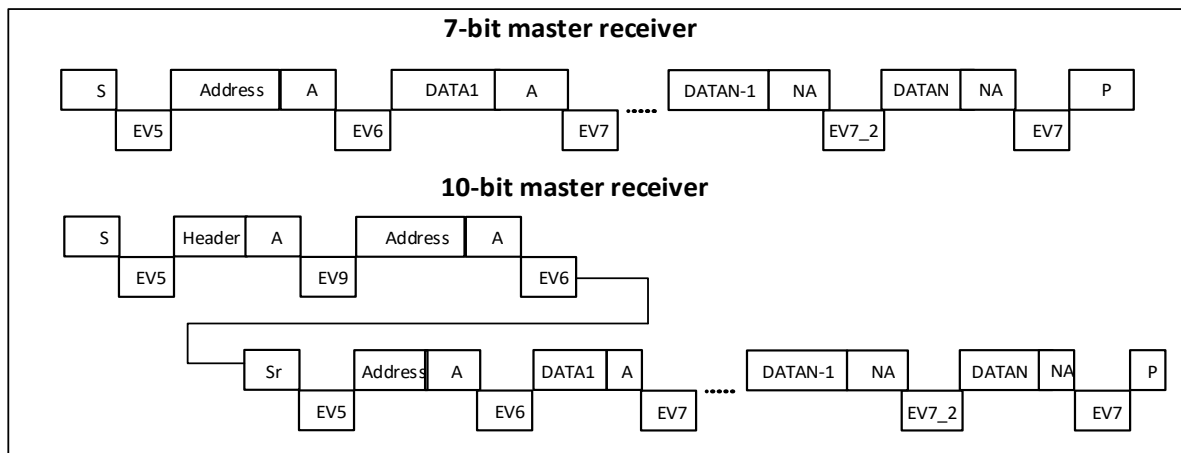 7-bit master receiver
S Address A DATA1 A ..... DATAN-1 NA DATAN NA P
EV5 EV6 EV7 EV7_2 EV7
10-bit master receiver
S Header A Address A
EV5 EV9 EV6
Sr Address A DATA1 A ..... DATAN-1 NA DATAN NA P
EV5 EV6 EV7 EV7_2 EV7